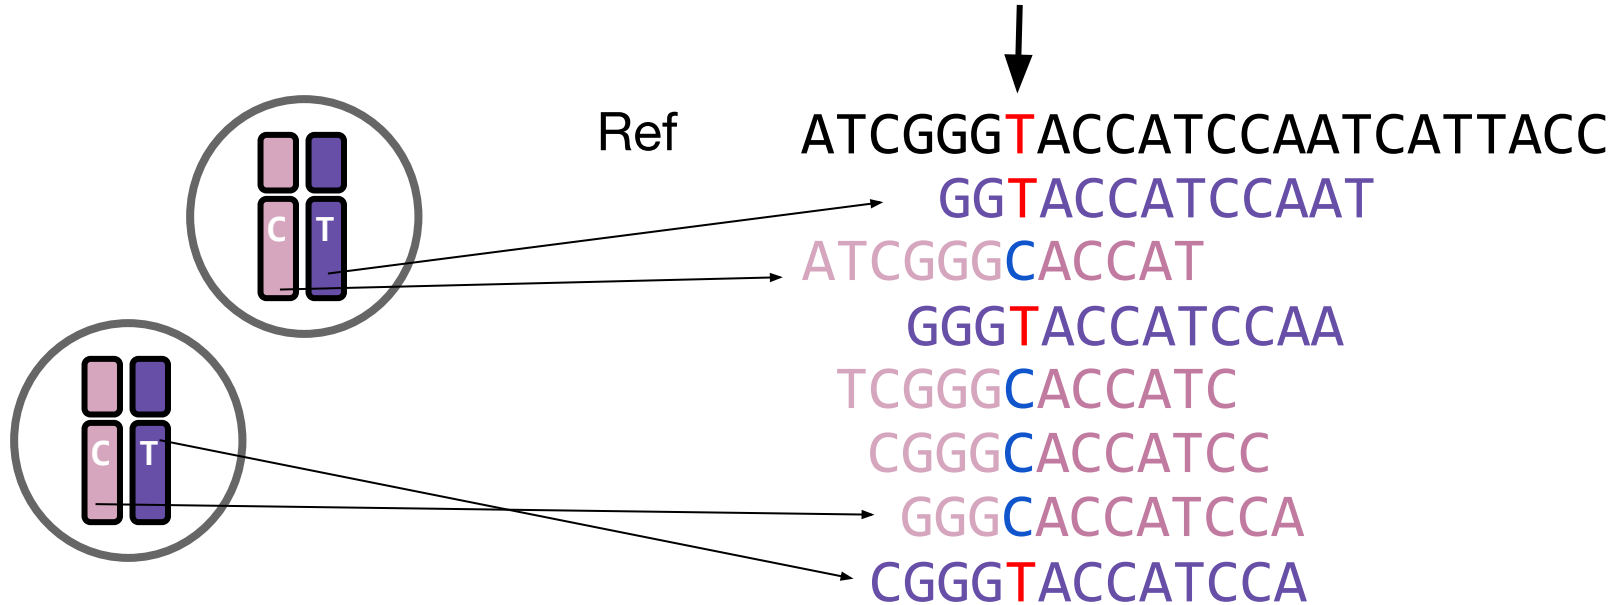 Ref ATCGGGTACCATCCAATCATTACC
GGTACCATCCAAT
C T
ATCGGGCACCAT
GGGTACCATCCAA
TCGGGCACCATC
C T
CGGGCACCATCC
GGGCACCATCCA
CGGGTACCATCCA